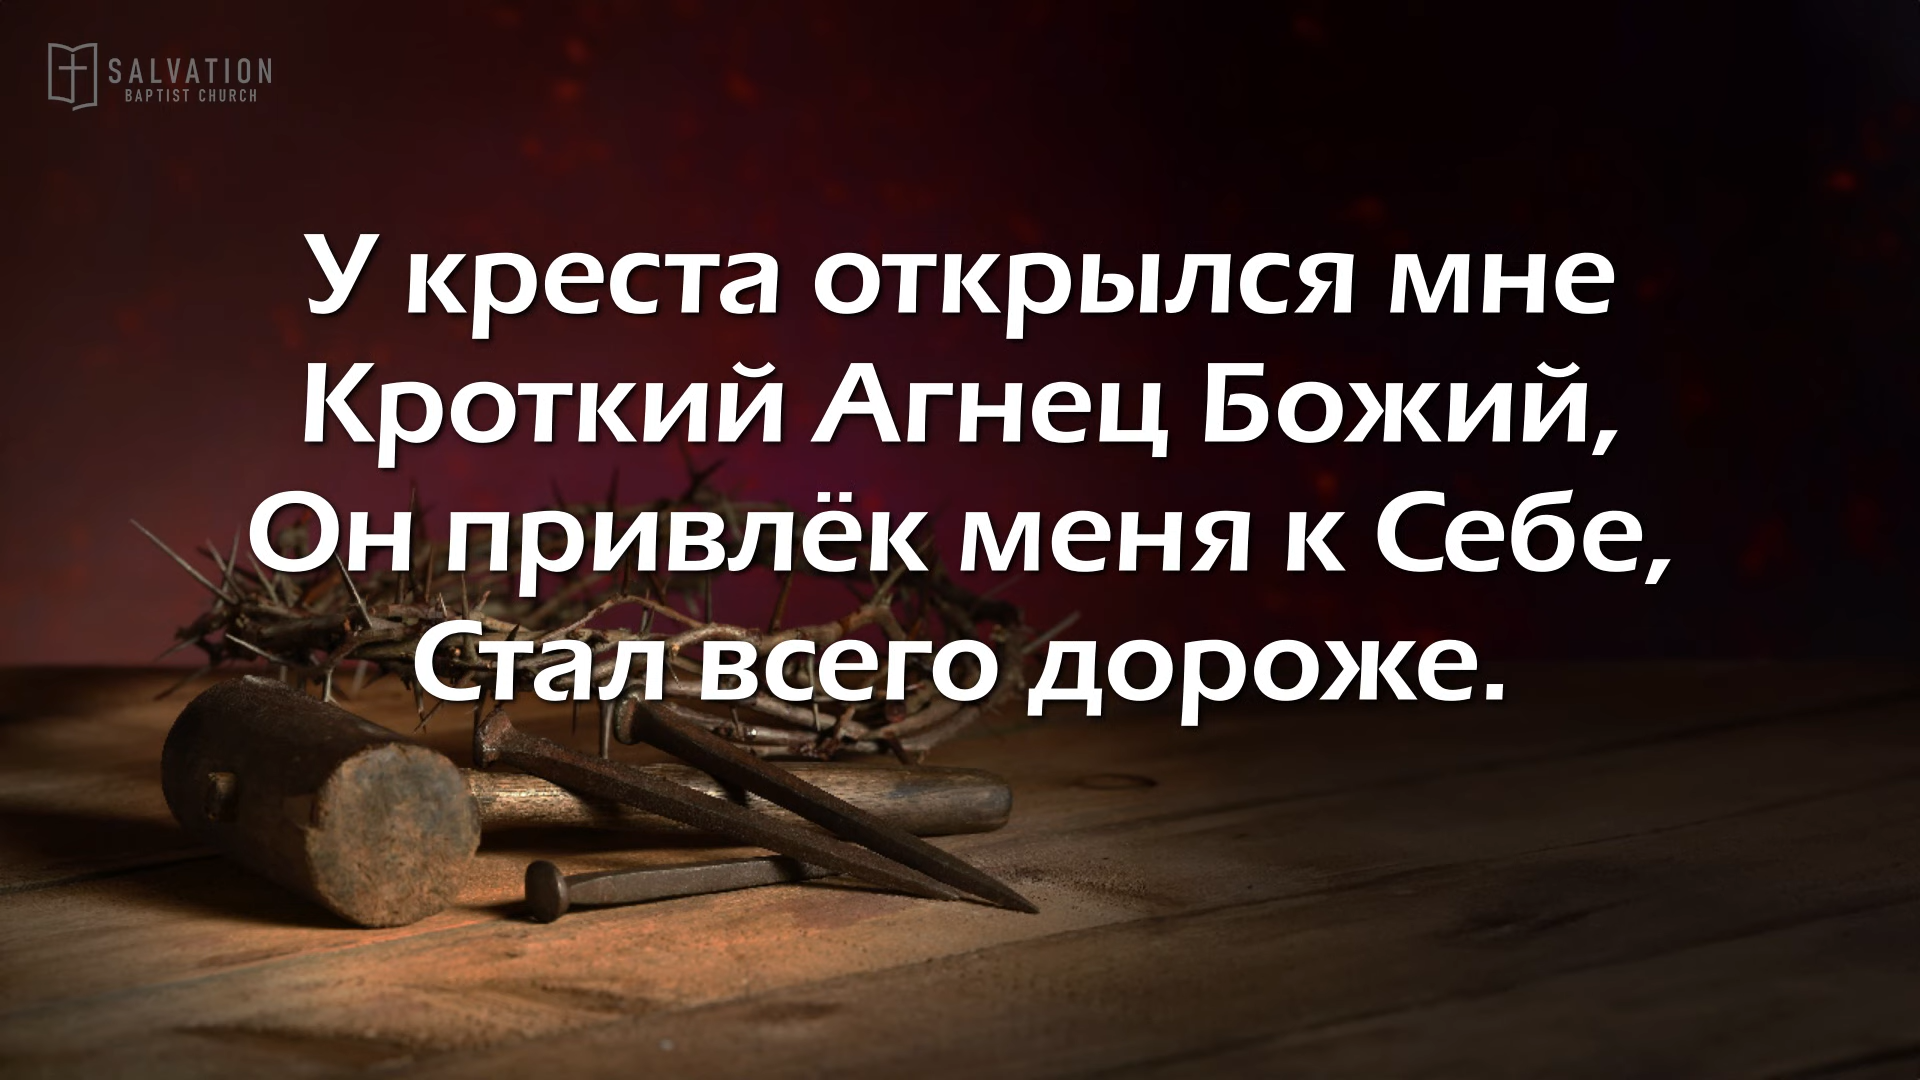 SALVATION
BAPTIST CHURCH
У креста открылся мне
Кроткий Агнец Божий,
Он привлёк меня к Себе,
Стал всего дороже.